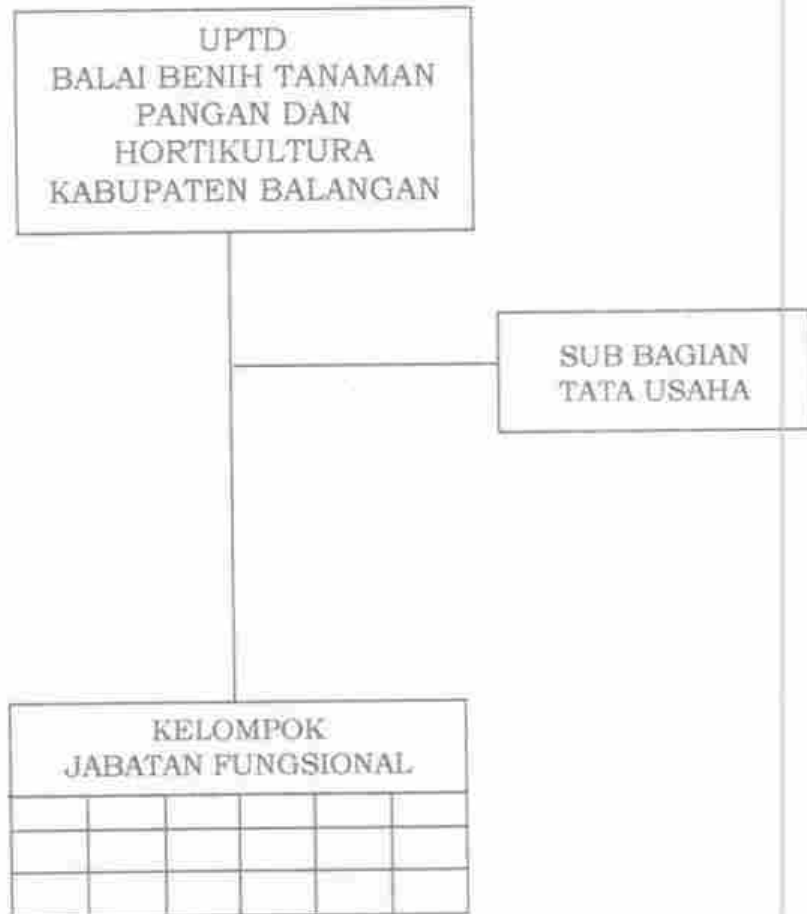 UPTD
BALAI BENIH TANAMAN
PANGAN DAN
HORTIKULTURA
KABUPATEN BALANGAN
SUB BAGIAN
TATA USAHA
KELOMPOK
JABATAN FUNGSIONAL